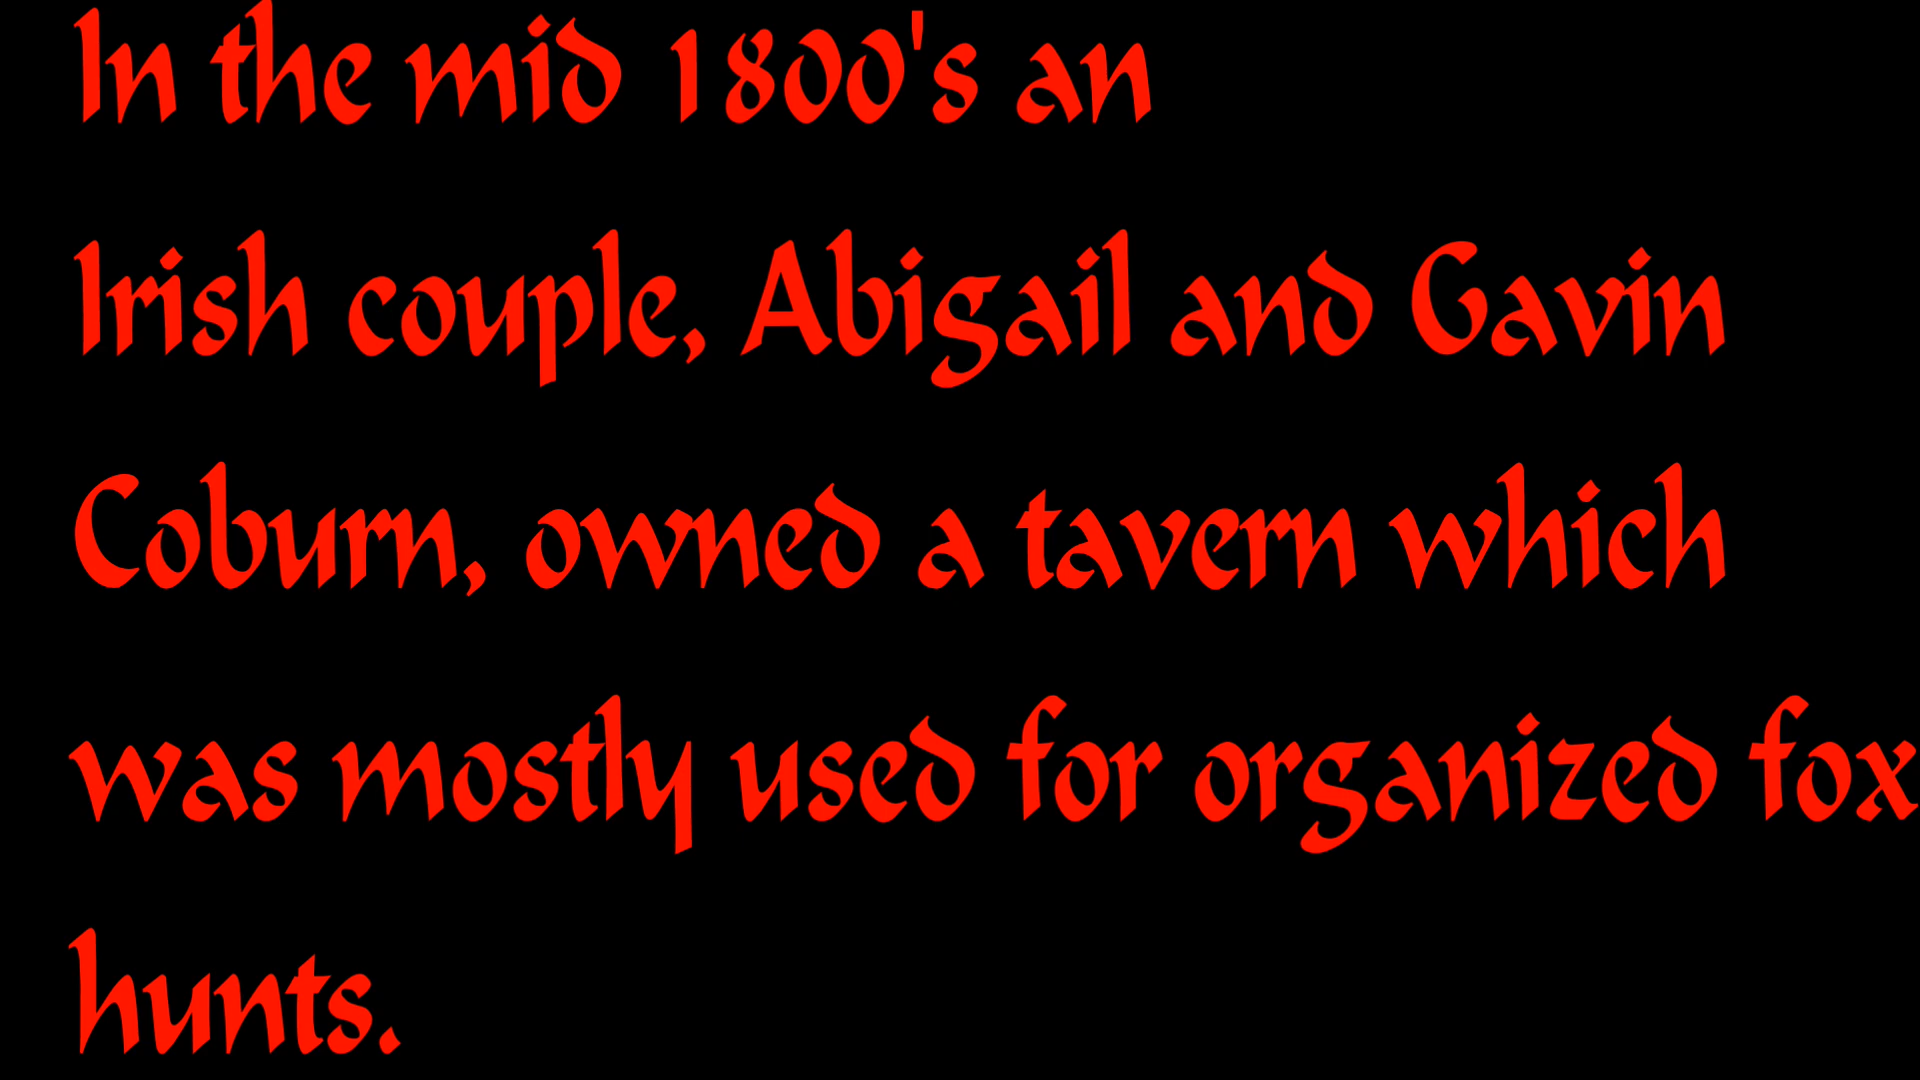 In the mid 1800's an
Irish couple, Abigail and Gavin
Coburn, owned a tavern which
was mostly used for organized fox
hunts.